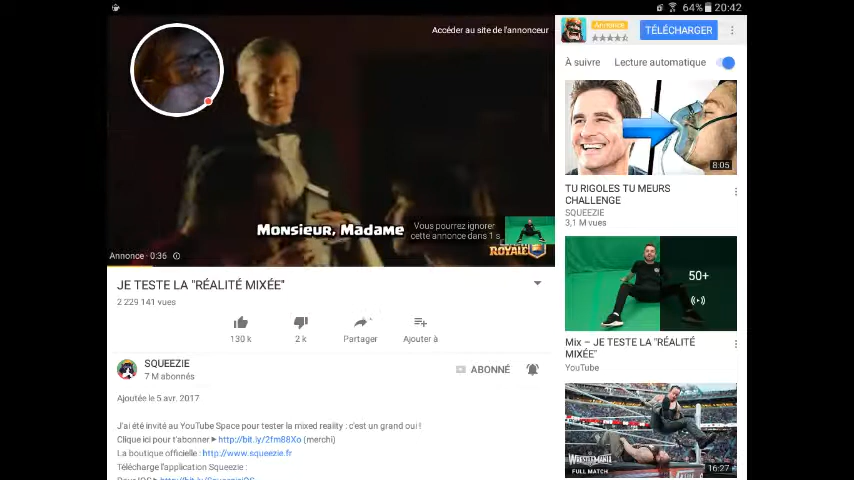 64% 20:42
Accéder au site de l'annonceur
Monsieur, Madame
Vous pourrez ignorer
cette annonce dans 1 s
ROYALE
Annonce · 0:36
JE TESTE LA "RÉALITÉ MIXÉE"
2 229 141 vues
130 k
2 k
Partager
Ajouter à
SQUEEZIE
7 M abonnés
ABONNÉ
Ajoutée le 5 avr. 2017
J'ai été invité au YouTube Space pour tester la mixed reality : c'est un grand oui !
Clique ici pour t'abonner ► http://bit.ly/2fm88Xo (merchi)
La boutique officielle : http://www.squeezie.fr
Télécharge l'application Squeezie :
Annonce
TÉLÉCHARGER
À suivre
Lecture automatique
8:05
TU RIGOLES TU MEURS
CHALLENGE
SQUEEZIE
3,1 M vues
50+
Mix – JE TESTE LA "RÉALITÉ
MIXÉE"
YouTube
WRESTLEMANIA
FULL MATCH
16:27